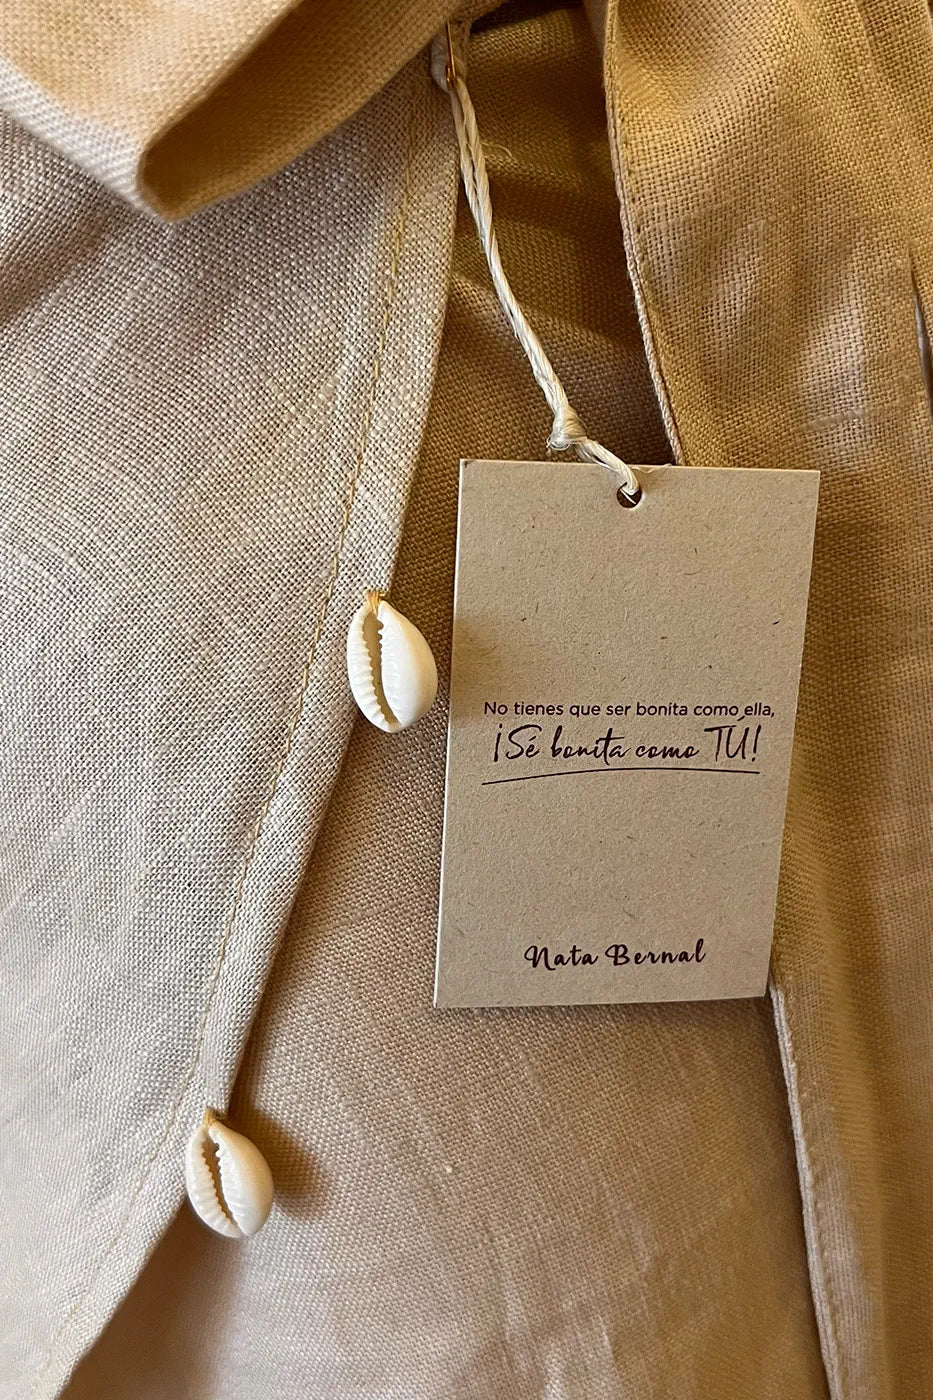 No tienes que ser bonita como ella,
¡Sé bonita como TÚ!
Nata Bernal